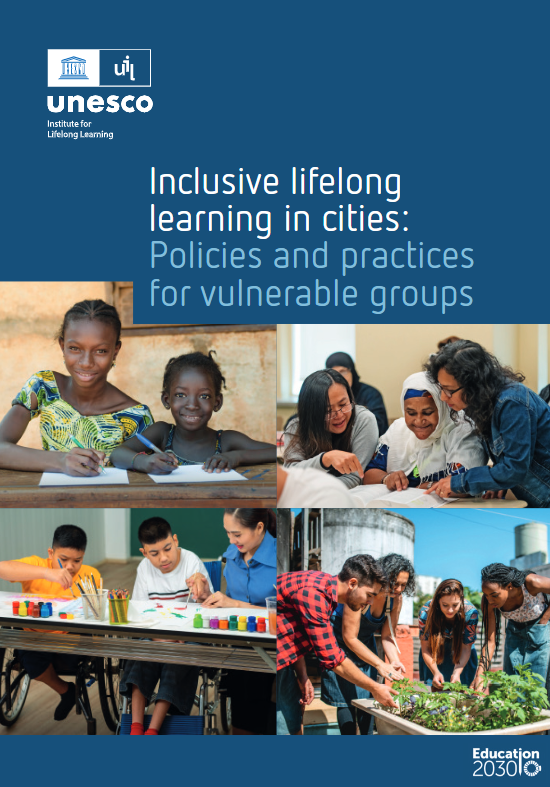 uil
unesco
Institute for
Lifelong Learning
Inclusive lifelong
learning in cities:
Policies and practices
for vulnerable groups
Education
2030